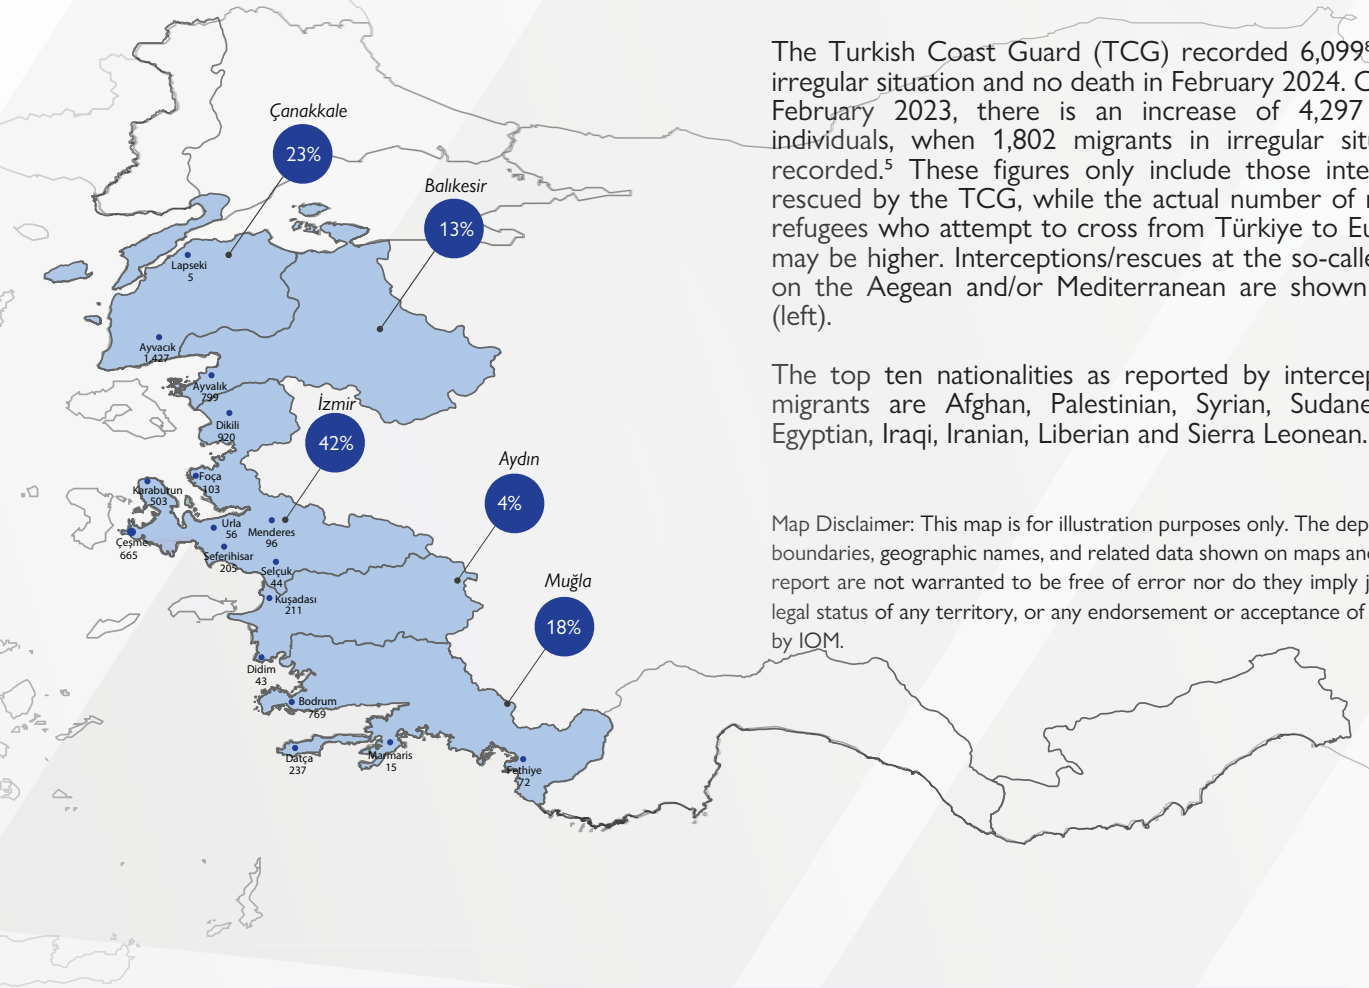 Çanakkale
23%
Balıkesir
13%
Lapseki
5
Ayvacık
1,427
Ayvalık
799
İzmir
42%
Dikili
920
Aydın
4%
Foça
103
Karaburun
503
Urla
56
Menderes
96
Çeşme
665
Seferihisar
205
Selçuk
44
Kuşadası
211
Muğla
18%
Didim
43
Bodrum
769
Datça
237
Marmaris
15
Fethiye
72
The Turkish Coast Guard (TCG) recorded 6,099⁸
irregular situation and no death in February 2024. C
February 2023, there is an increase of 4,297
individuals, when 1,802 migrants in irregular situ
recorded.⁵ These figures only include those inte
rescued by the TCG, while the actual number of
refugees who attempt to cross from Türkiye to Eu
may be higher. Interceptions/rescues at the so-calle
on the Aegean and/or Mediterranean are shown
(left).
The top ten nationalities as reported by intercep
migrants are Afghan, Palestinian, Syrian, Sudane
Egyptian, Iraqi, Iranian, Liberian and Sierra Leonean.
Map Disclaimer: This map is for illustration purposes only. The dep
boundaries, geographic names, and related data shown on maps and
report are not warranted to be free of error nor do they imply j
legal status of any territory, or any endorsement or acceptance of
by IOM.